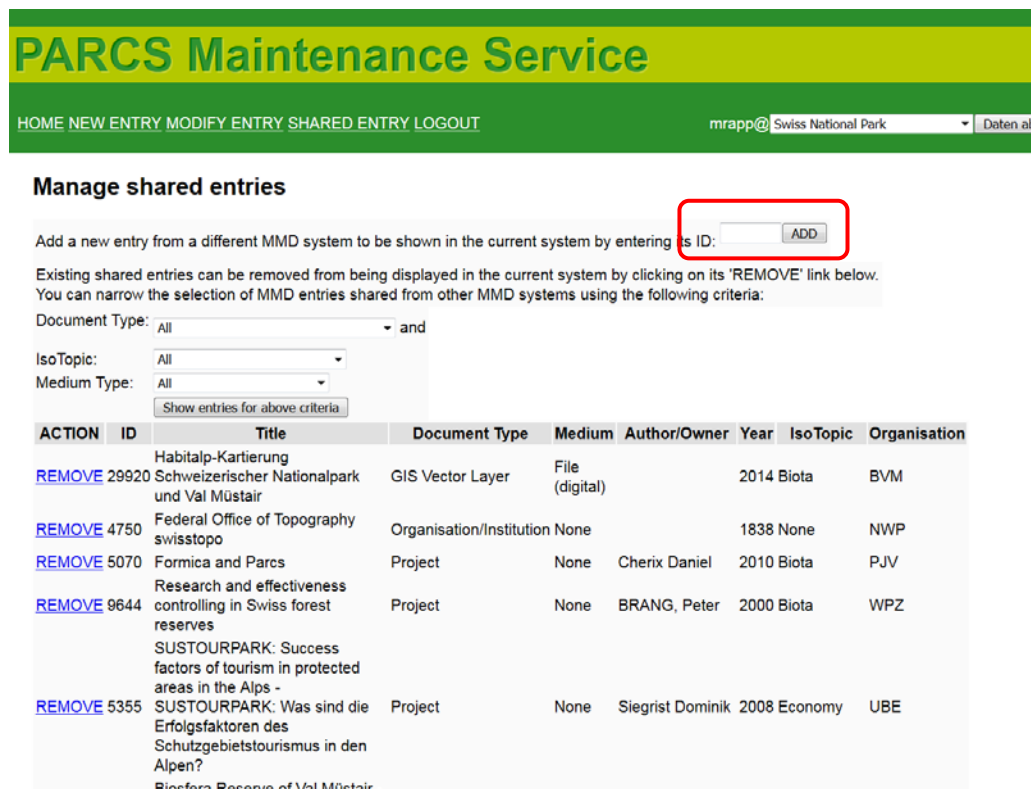 PARCS Maintenance Service
HOME NEW ENTRY MODIFY ENTRY SHARED ENTRY LOGOUT
mrapp@ Swiss National Park
Daten al
Manage shared entries
Add a new entry from a different MMD system to be shown in the current system by entering its ID: ADD
Existing shared entries can be removed from being displayed in the current system by clicking on its 'REMOVE' link below.
You can narrow the selection of MMD entries shared from other MMD systems using the following criteria:
Document Type: All and
IsoTopic: All
Medium Type: All
Show entries for above criteria
ACTION ID Title Document Type Medium Author/Owner Year IsoTopic Organisation
Habitalp-Kartierung
REMOVE 29920 Schweizerischer Nationalpark GIS Vector Layer File (digital) 2014 Biota BVM
und Val Müstair
Federal Office of Topography
REMOVE 4750 swisstopo Organisation/Institution None 1838 None NWP
REMOVE 5070 Formica and Parcs Project None Cherix Daniel 2010 Biota PJV
Research and effectiveness
REMOVE 9644 controlling in Swiss forest Project None BRANG, Peter 2000 Biota WPZ
reserves
SUSTOURPARK: Success
factors of tourism in protected
areas in the Alps -
REMOVE 5355 SUSTOURPARK: Was sind die Project None Siegrist Dominik 2008 Economy UBE
Erfolgsfaktoren des
Schutzgebietstourismus in den
Alpen?
Biosfera Reserve of Val Müstair